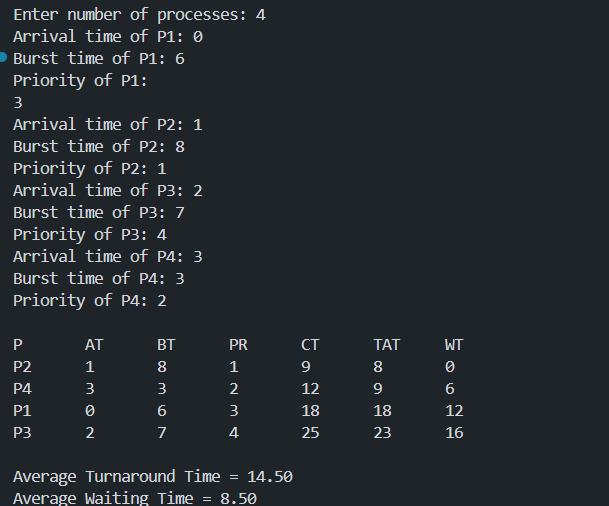 Enter number of processes: 4
Arrival time of P1: 0
Burst time of P1: 6
Priority of P1:
3
Arrival time of P2: 1
Burst time of P2: 8
Priority of P2: 1
Arrival time of P3: 2
Burst time of P3: 7
Priority of P3: 4
Arrival time of P4: 3
Burst time of P4: 3
Priority of P4: 2
P AT BT PR CT TAT WT
P2 1 8 1 9 8 0
P4 3 3 2 12 9 6
P1 0 6 3 18 18 12
P3 2 7 4 25 23 16
Average Turnaround Time = 14.50
Average Waiting Time = 8.50